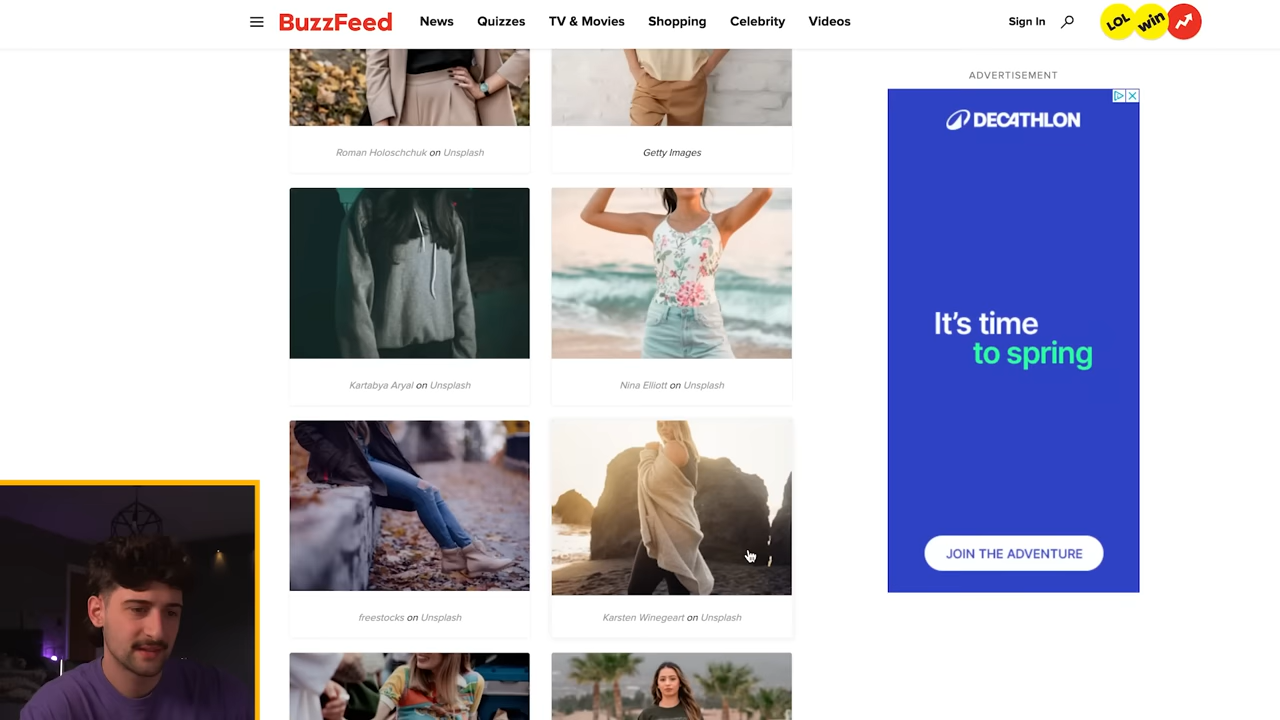 BuzzFeed
News
Quizzes
TV & Movies
Shopping
Celebrity
Videos
Sign In
LOL
win
Roman Holoschchuk on Unsplash
Getty Images
Kartabya Aryal on Unsplash
Nina Elliott on Unsplash
freestocks on Unsplash
Karsten Winegeart on Unsplash
ADVERTISEMENT
DECATHLON
It's time
to spring
JOIN THE ADVENTURE